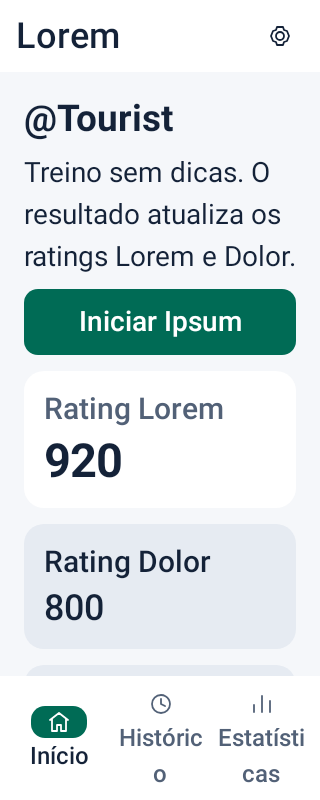 Lorem
@Tourist
Treino sem dicas. O
resultado atualiza os
ratings Lorem e Dolor.
Iniciar Ipsum
Rating Lorem
920
Rating Dolor
800
Início
Históric
o
Estatísti
cas